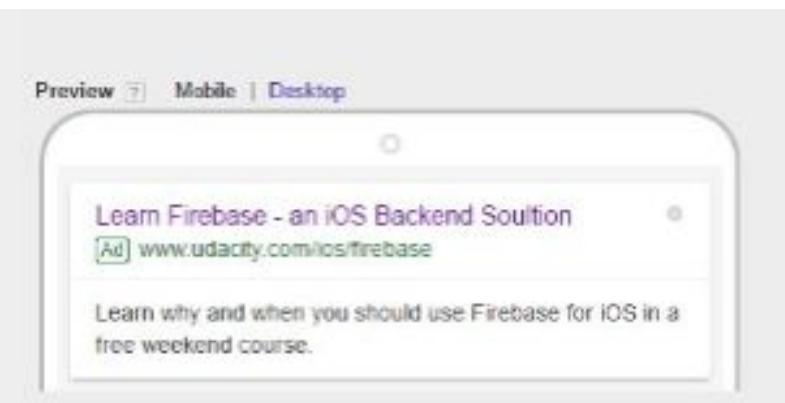 Preview ? Mobile | Desktop
Learn Firebase - an iOS Backend Soultion
Ad www.udacity.com/ios/firebase
Learn why and when you should use Firebase for iOS in a
free weekend course.